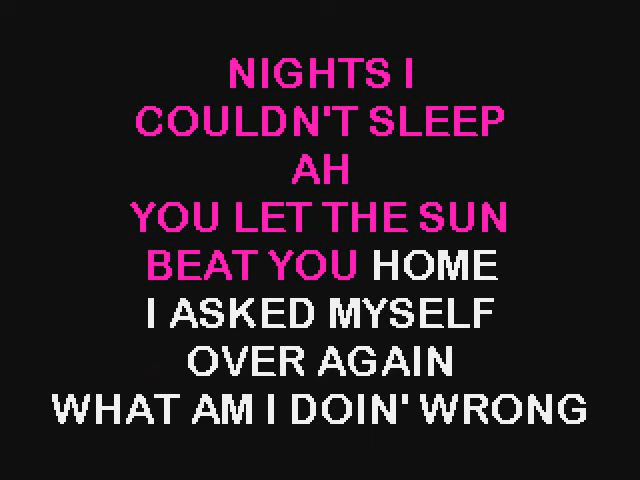 NIGHTS I
COULDN'T SLEEP
AH
YOU LET THE SUN
BEAT YOU HOME
I ASKED MYSELF
OVER AGAIN
WHAT AM I DOIN' WRONG